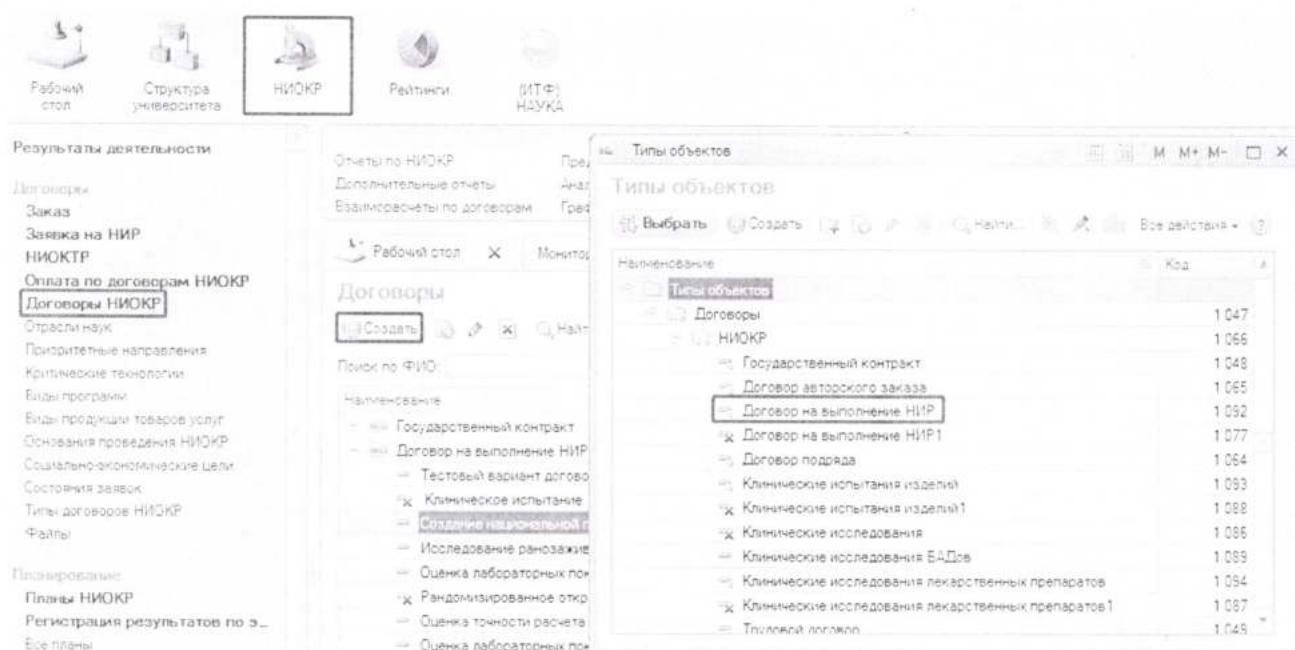 Рабочий
стол
Структура
университета
НИОКР
Рейтинги
(ИТФ)
НАУКА
Результаты деятельности
Договоры
Заказ
Заявка на НИР
НИОКТР
Оплата по договорам НИОКР
Договоры НИОКР
Отрасли наук
Приоритетные направления
Критические технологии
Виды программ
Виды продукции товаров услуг
Основания проведения НИОКР
Социально-экономические цели
Состояния заявок
Типы договоров НИОКР
Файлы
Планирование
Планы НИОКР
Регистрация результатов по э...
Все планы
Отчеты по НИОКР
Дополнительные отчеты
Взаиморасчеты по договорам
Пред
Анал
Граф
Рабочий стол
Монитор
Договоры
Создать
Найт
Поиск по ФИО:
Наименование
Государственный контракт
Договор на выполнение НИР
Тестовый вариант догово
Клиническое испытание
Создание национальной п
Исследование ранозажив
Оценка лабораторных пок
Рандомизированное откр
Оценка точности расчета
Оценка лабораторных пок
Типы объектов
M M+ M-
Типы объектов
Выбрать Создать Найти... Все действия
Наименование Код
Типы объектов
Договоры 1 047
НИОКР 1 066
Государственный контракт 1 048
Договор авторского заказа 1 065
Договор на выполнение НИР 1 092
Договор на выполнение НИР1 1 077
Договор подряда 1 064
Клинические испытания изделий 1 093
Клинические испытания изделий1 1 088
Клинические исследования 1 086
Клинические исследования БАДов 1 089
Клинические исследования лекарственных препаратов 1 094
Клинические исследования лекарственных препаратов1 1 087
Трудовой договор 1 049